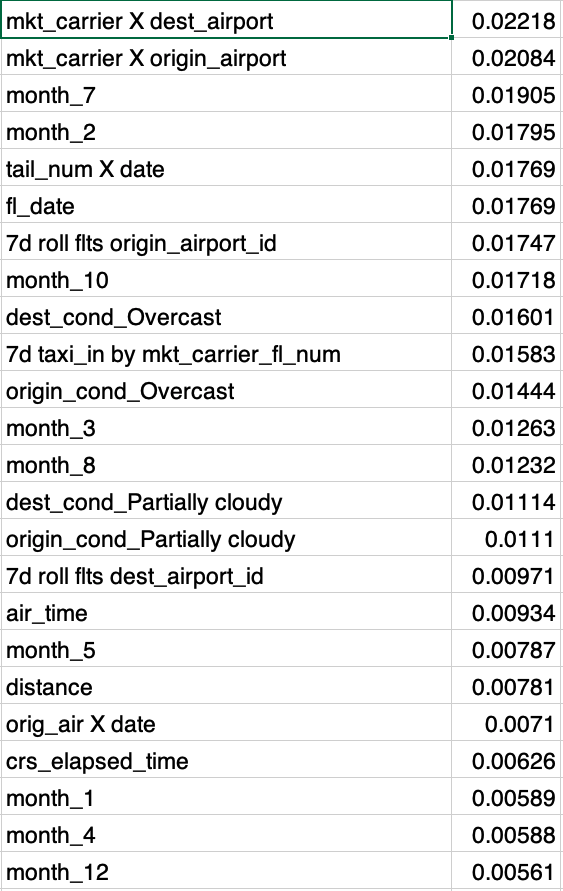 mkt_carrier X dest_airport 0.02218
mkt_carrier X origin_airport 0.02084
month_7 0.01905
month_2 0.01795
tail_num X date 0.01769
fl_date 0.01769
7d roll flts origin_airport_id 0.01747
month_10 0.01718
dest_cond_Overcast 0.01601
7d taxi_in by mkt_carrier_fl_num 0.01583
origin_cond_Overcast 0.01444
month_3 0.01263
month_8 0.01232
dest_cond_Partially cloudy 0.01114
origin_cond_Partially cloudy 0.0111
7d roll flts dest_airport_id 0.00971
air_time 0.00934
month_5 0.00787
distance 0.00781
orig_air X date 0.0071
crs_elapsed_time 0.00626
month_1 0.00589
month_4 0.00588
month_12 0.00561